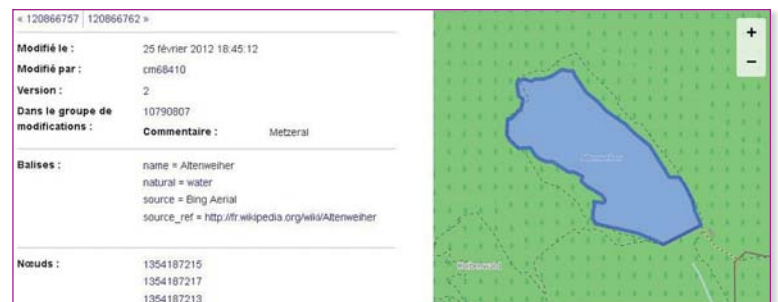 « 120866757 | 120866762 »
Modifié le : 25 février 2012 18:45:12
Modifié par : cm68410
Version : 2
Dans le groupe de modifications : 10790807
Commentaire : Metzeral
Balises : name = Altenweiher
natural = water
source = Bing Aerial
source_ref = http://fr.wikipedia.org/wiki/Altenweiher
Nœuds : 1354187215
1354187217
1354187213
+
−
Altenweiher